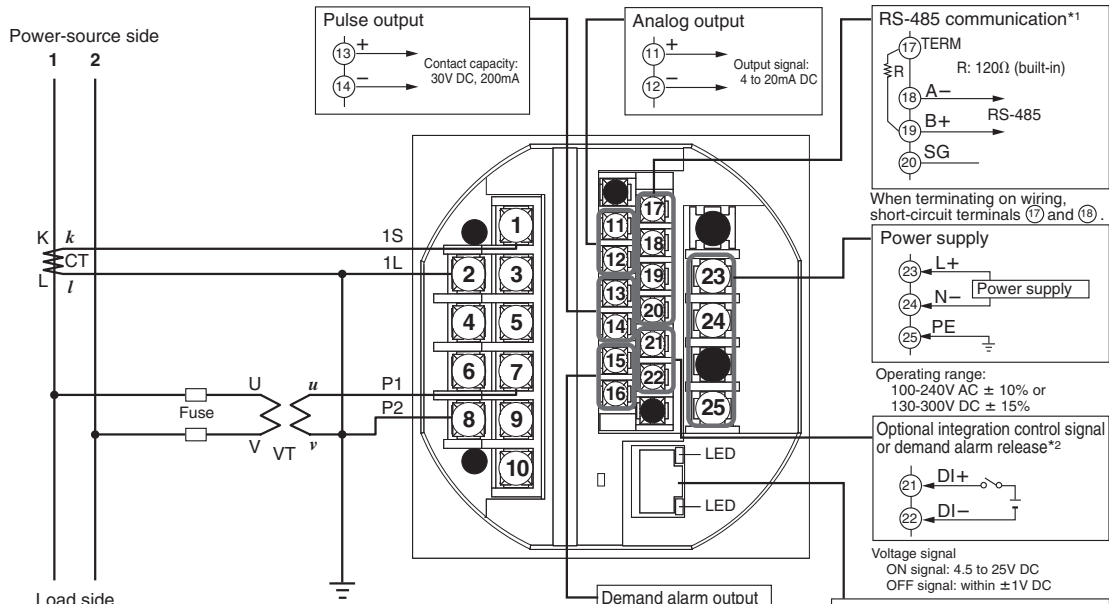 Power-source side
1 2
K k
CT
L l
1S
1L
U u
Fuse
V VT v
P1
P2
Load side
Pulse output
13 +
14 −
Contact capacity:
30V DC, 200mA
Analog output
11 +
12 −
Output signal:
4 to 20mA DC
RS-485 communication*1
17 TERM
R R: 120Ω (built-in)
18 A−
RS-485
19 B+
20 SG
When terminating on wiring,
short-circuit terminals 17 and 18 .
Power supply
23 L+
Power supply
24 N−
25 PE
Operating range:
100-240V AC ± 10% or
130-300V DC ± 15%
Optional integration control signal
or demand alarm release*2
21 DI+
22 DI−
Voltage signal
ON signal: 4.5 to 25V DC
OFF signal: within ±1V DC
1
2 3
4 5
6 7
8 9
10
11 17
12 18
13 19
14 20
15 21
16 22
23
24
25
LED
LED
Demand alarm output